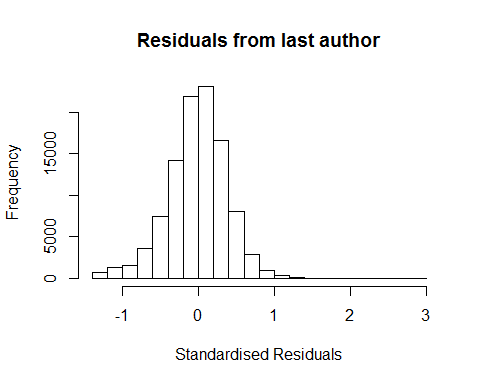 Residuals from last author
Frequency
15000
5000
0
-1 0 1 2 3
Standardised Residuals